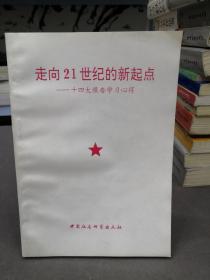 走向21世纪的新起点
——十四大报告学习心得
中国社会科学出版社